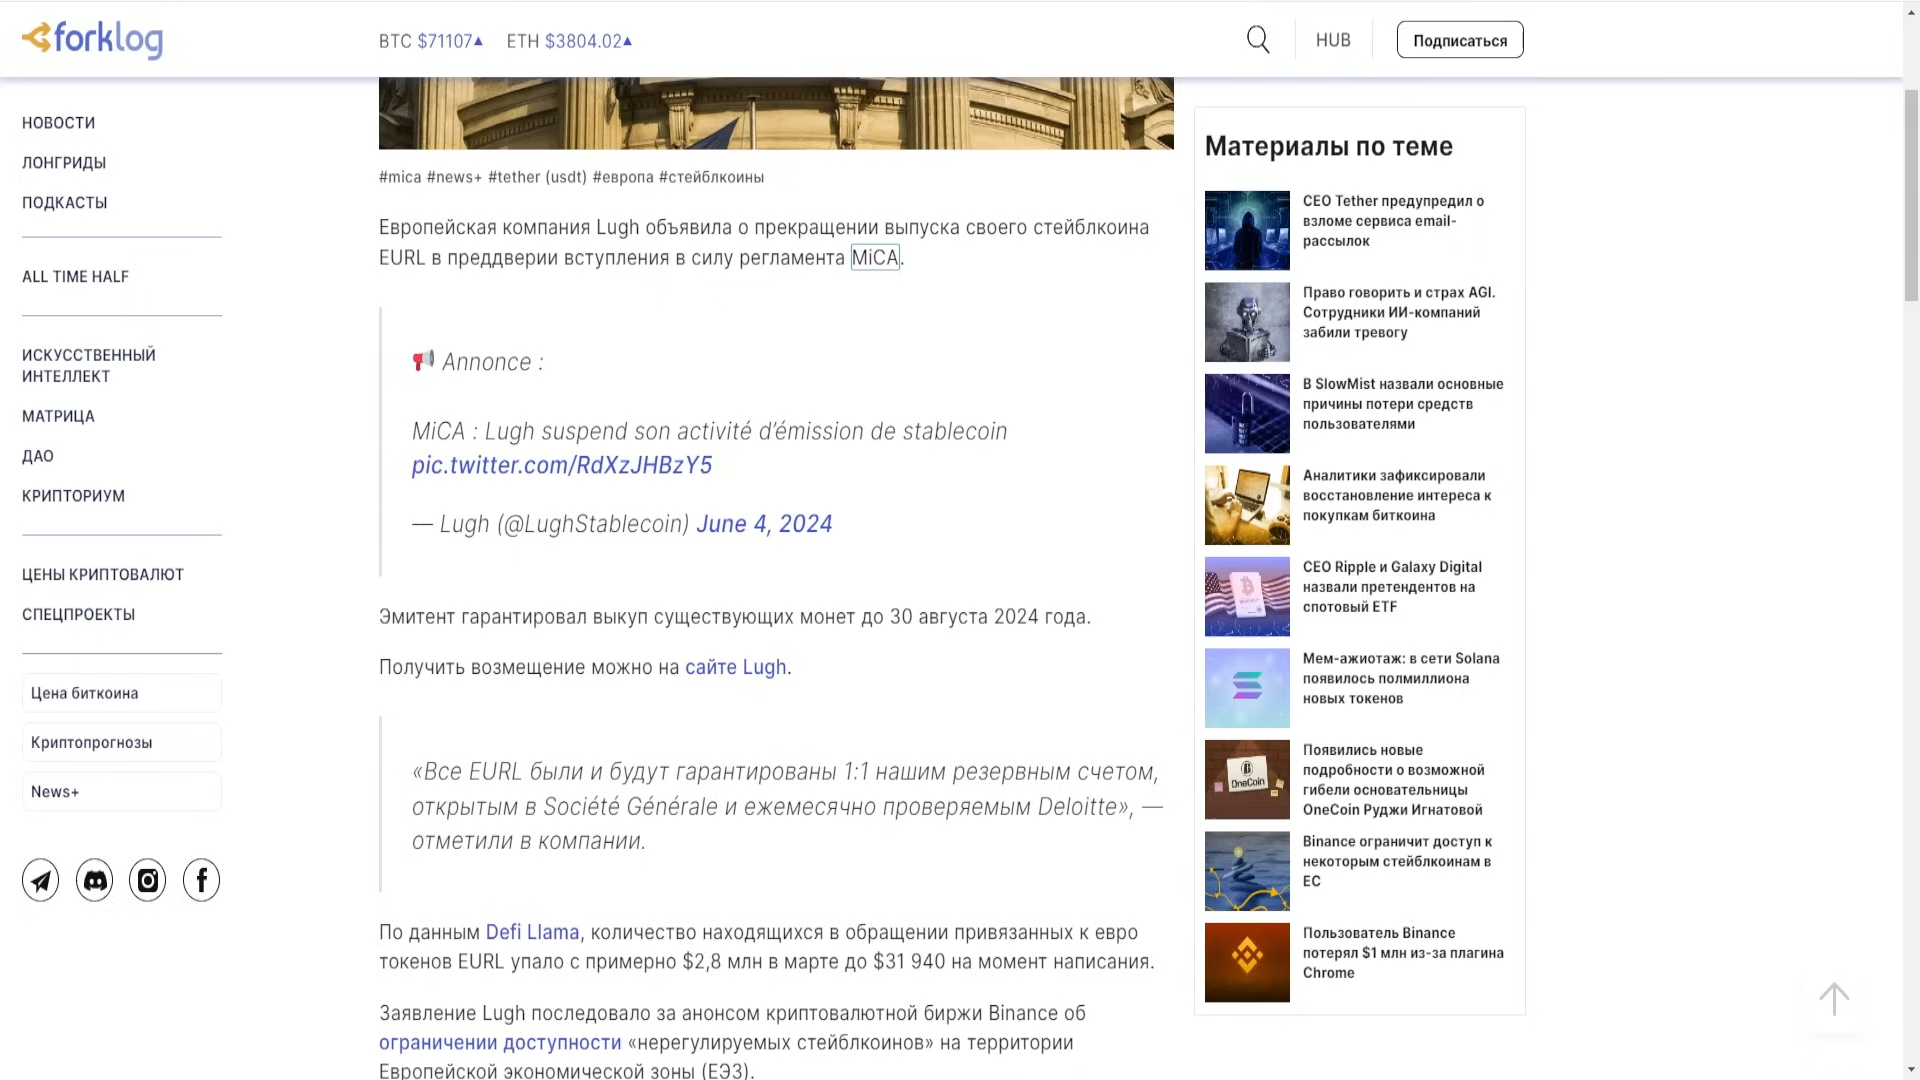 forklog
BTC $71107▲ ETH $3804.02▲
HUB
Подписаться
НОВОСТИ
ЛОНГРИДЫ
ПОДКАСТЫ
ALL TIME HALF
ИСКУССТВЕННЫЙ
ИНТЕЛЛЕКТ
МАТРИЦА
ДАО
КРИПТОРИУМ
ЦЕНЫ КРИПТОВАЛЮТ
СПЕЦПРОЕКТЫ
Цена биткоина
Криптопрогнозы
News+
#mica #news+ #tether (usdt) #европа #стейблкоины
Европейская компания Lugh объявила о прекращении выпуска своего стейблкоина
EURL в преддверии вступления в силу регламента MiCA.
📢 Annonce :
MiCA : Lugh suspend son activité d’émission de stablecoin
pic.twitter.com/RdXzJHBzY5
— Lugh (@LughStablecoin) June 4, 2024
Эмитент гарантировал выкуп существующих монет до 30 августа 2024 года.
Получить возмещение можно на сайте Lugh.
«Все EURL были и будут гарантированы 1:1 нашим резервным счетом,
открытым в Société Générale и ежемесячно проверяемым Deloitte», —
отметили в компании.
По данным Defi Llama, количество находящихся в обращении привязанных к евро
токенов EURL упало с примерно $2,8 млн в марте до $31 940 на момент написания.
Заявление Lugh последовало за анонсом криптовалютной биржи Binance об
ограничении доступности «нерегулируемых стейблкоинов» на территории
Европейской экономической зоны (ЕЭЗ).
Материалы по теме
CEO Tether предупредил о
взломе сервиса email-
рассылок
Право говорить и страх AGI.
Сотрудники ИИ-компаний
забили тревогу
В SlowMist назвали основные
причины потери средств
пользователями
Аналитики зафиксировали
восстановление интереса к
покупкам биткоина
CEO Ripple и Galaxy Digital
назвали претендентов на
спотовый ETF
Мем-ажиотаж: в сети Solana
появилось полмиллиона
новых токенов
OneCoin
Появились новые
подробности о возможной
гибели основательницы
OneCoin Руджи Игнатовой
Binance ограничит доступ к
некоторым стейблкоинам в
ЕС
Пользователь Binance
потерял $1 млн из-за плагина
Chrome